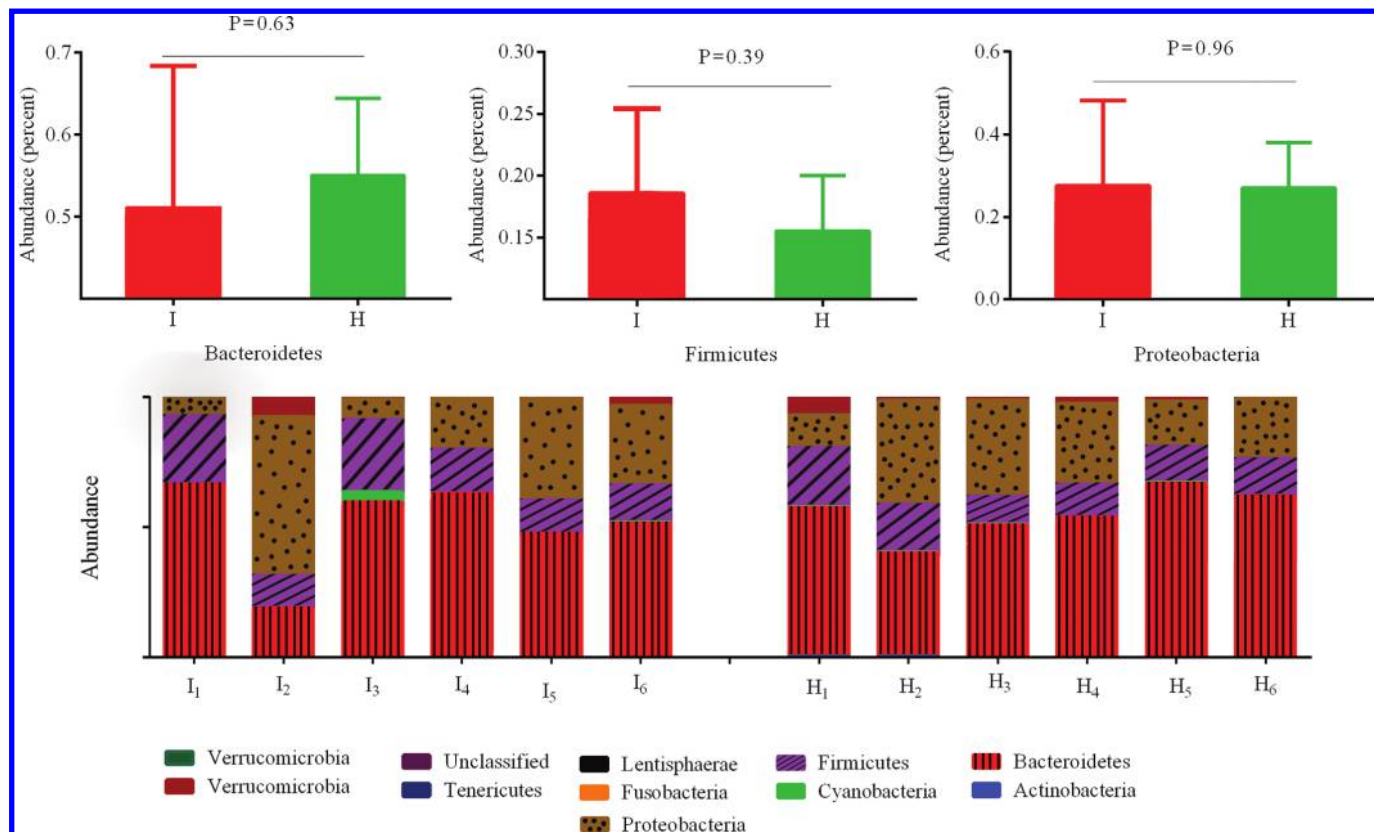 P=0.63
P=0.39
P=0.96
Abundance (percent)
0.7
0.6
0.5
I
H
Bacteroidetes
Abundance (percent)
0.30
0.25
0.20
0.15
I
H
Firmicutes
Abundance (percent)
0.6
0.4
0.2
0.0
I
H
Proteobacteria
Abundance
I1 I2 I3 I4 I5 I6 H1 H2 H3 H4 H5 H6
Verrucomicrobia Unclassified Lentisphaerae Firmicutes Bacteroidetes
Verrucomicrobia Tenericutes Fusobacteria Cyanobacteria Actinobacteria
Proteobacteria